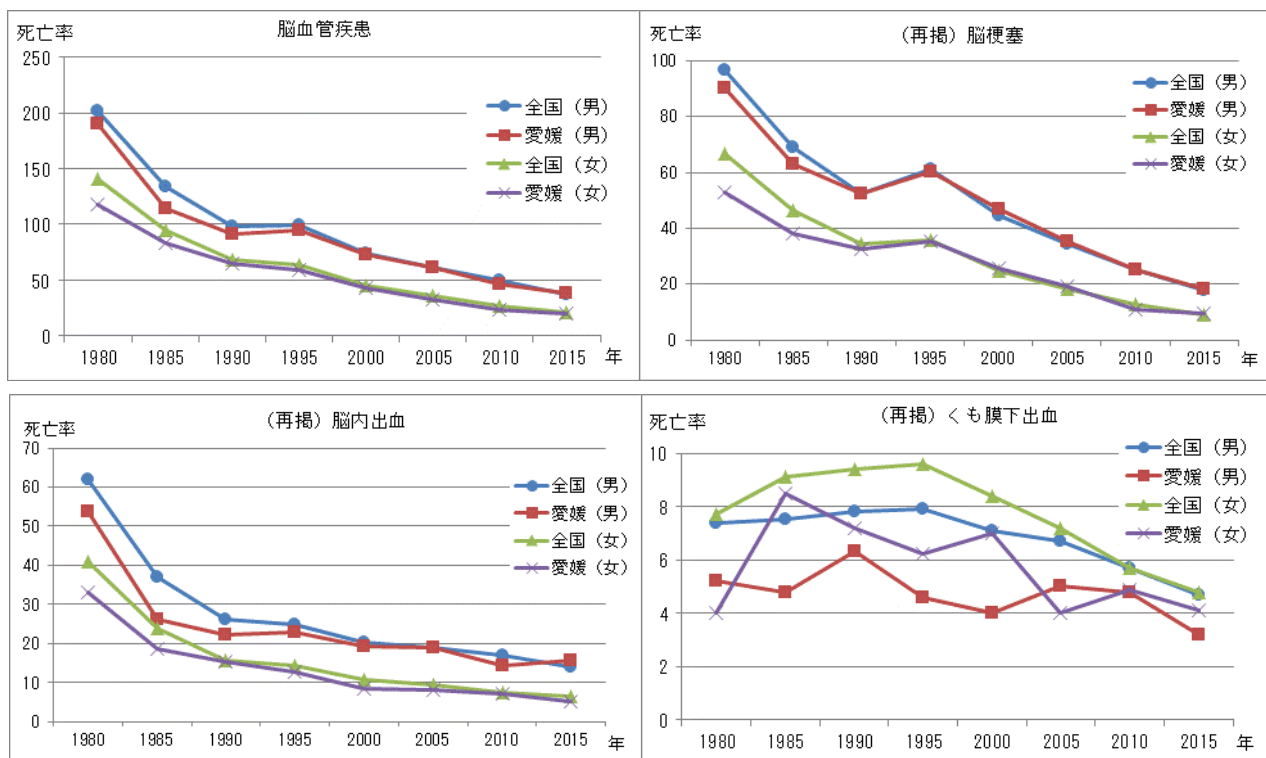 脳血管疾患
死亡率
250
200
150
100
50
0
1980 1985 1990 1995 2000 2005 2010 2015 年
全国（男）
愛媛（男）
全国（女）
愛媛（女）
（再掲）脳梗塞
死亡率
100
80
60
40
20
0
1980 1985 1990 1995 2000 2005 2010 2015 年
全国（男）
愛媛（男）
全国（女）
愛媛（女）
（再掲）脳内出血
死亡率
70
60
50
40
30
20
10
0
1980 1985 1990 1995 2000 2005 2010 2015 年
全国（男）
愛媛（男）
全国（女）
愛媛（女）
（再掲）くも膜下出血
死亡率
10
8
6
4
2
0
1980 1985 1990 1995 2000 2005 2010 2015 年
全国（男）
愛媛（男）
全国（女）
愛媛（女）